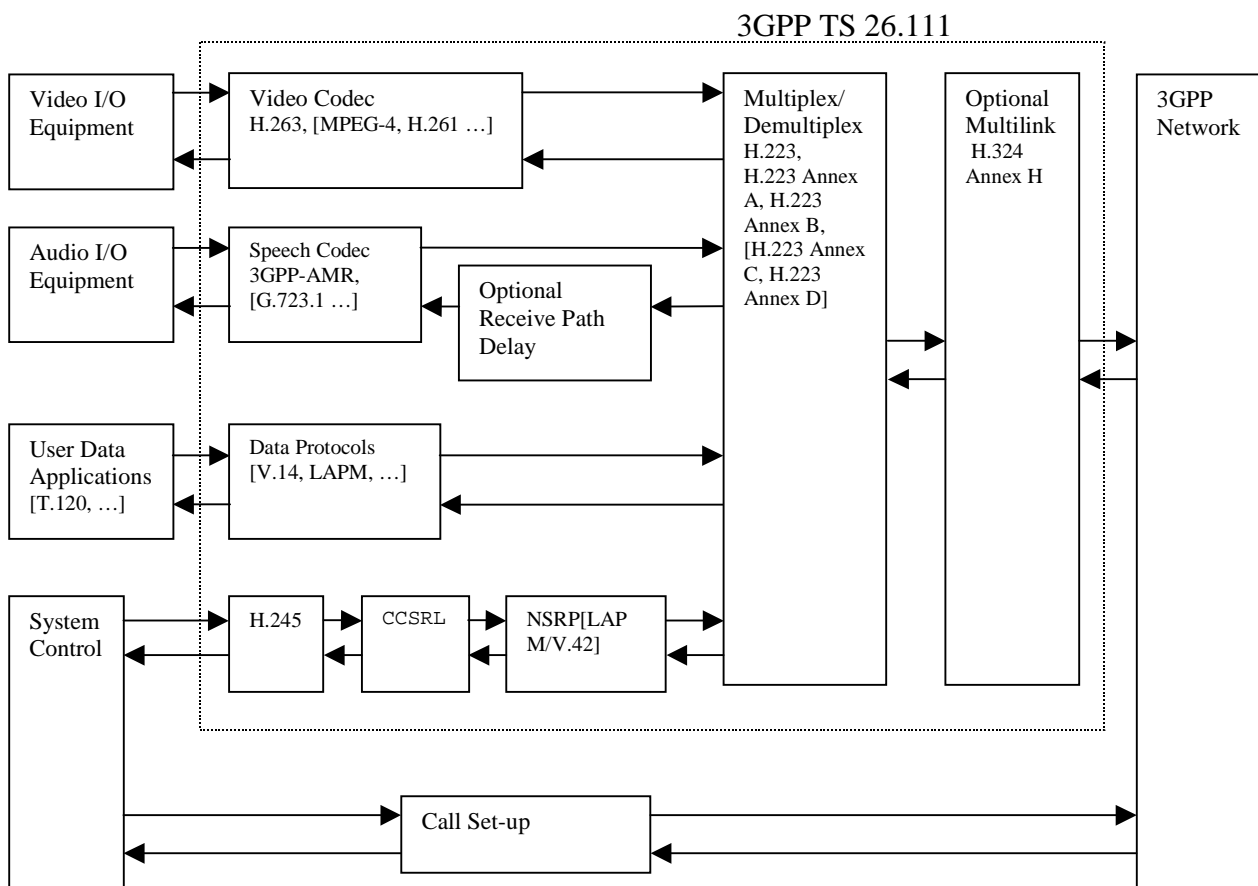 3GPP TS 26.111
Video I/O
Equipment
Video Codec
H.263, [MPEG-4, H.261 …]
Multiplex/
Demultiplex
H.223,
H.223 Annex
A, H.223
Annex B,
[H.223 Annex
C, H.223
Annex D]
Optional
Multilink
H.324
Annex H
3GPP
Network
Audio I/O
Equipment
Speech Codec
3GPP-AMR,
[G.723.1 …]
Optional
Receive Path
Delay
User Data
Applications
[T.120, …]
Data Protocols
[V.14, LAPM, …]
System
Control
H.245
CCSRL
NSRP[LAP
M/V.42]
Call Set-up